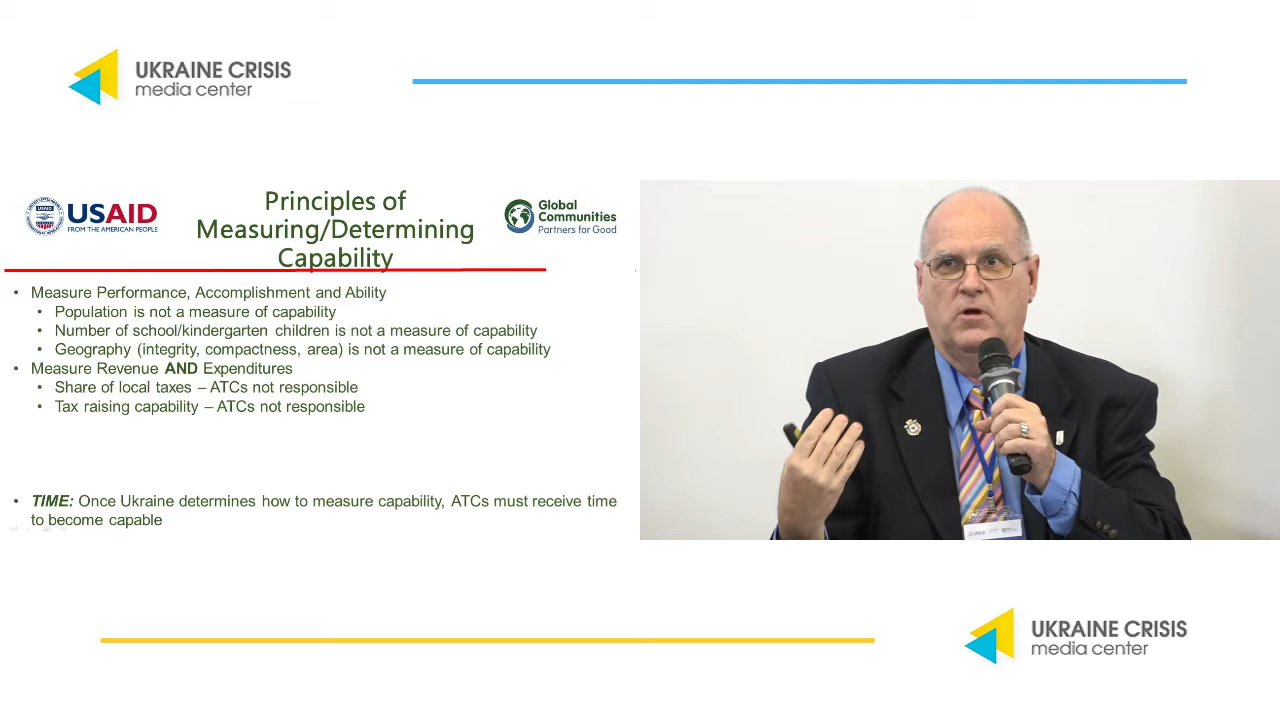 UKRAINE CRISIS
media center
USAID
FROM THE AMERICAN PEOPLE
Principles of
Measuring/Determining
Capability
Global
Communities
Partners for Good
• Measure Performance, Accomplishment and Ability
• Population is not a measure of capability
• Number of school/kindergarten children is not a measure of capability
• Geography (integrity, compactness, area) is not a measure of capability
• Measure Revenue AND Expenditures
• Share of local taxes – ATCs not responsible
• Tax raising capability – ATCs not responsible
• TIME: Once Ukraine determines how to measure capability, ATCs must receive time
to become capable
UKRAINE CRISIS
media center